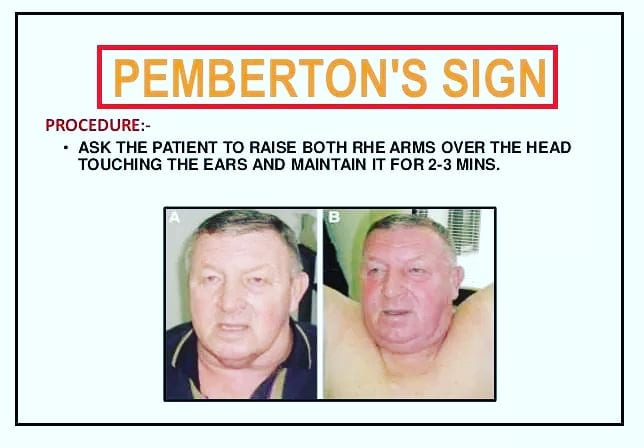 PEMBERTON'S SIGN
PROCEDURE:-
• ASK THE PATIENT TO RAISE BOTH RHE ARMS OVER THE HEAD
TOUCHING THE EARS AND MAINTAIN IT FOR 2-3 MINS.
A B